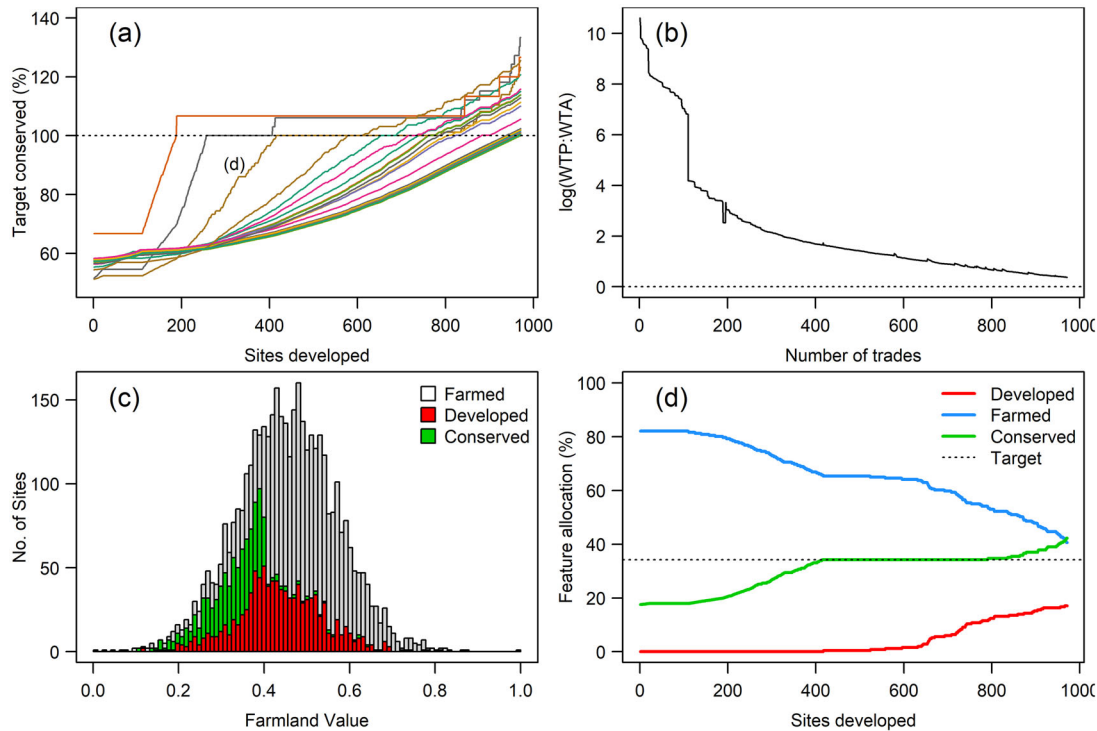 (a)
Target conserved (%)
140
120
100
80
60
(d)
0 200 400 600 800 1000
Sites developed
(b)
log(WTP:WTA)
10
8
6
4
2
0
0 200 400 600 800 1000
Number of trades
(c)
No. of Sites
150
100
50
0
Farmed
Developed
Conserved
0.0 0.2 0.4 0.6 0.8 1.0
Farmland Value
(d)
Feature allocation (%)
100
80
60
40
20
0
Developed
Farmed
Conserved
Target
0 200 400 600 800 1000
Sites developed